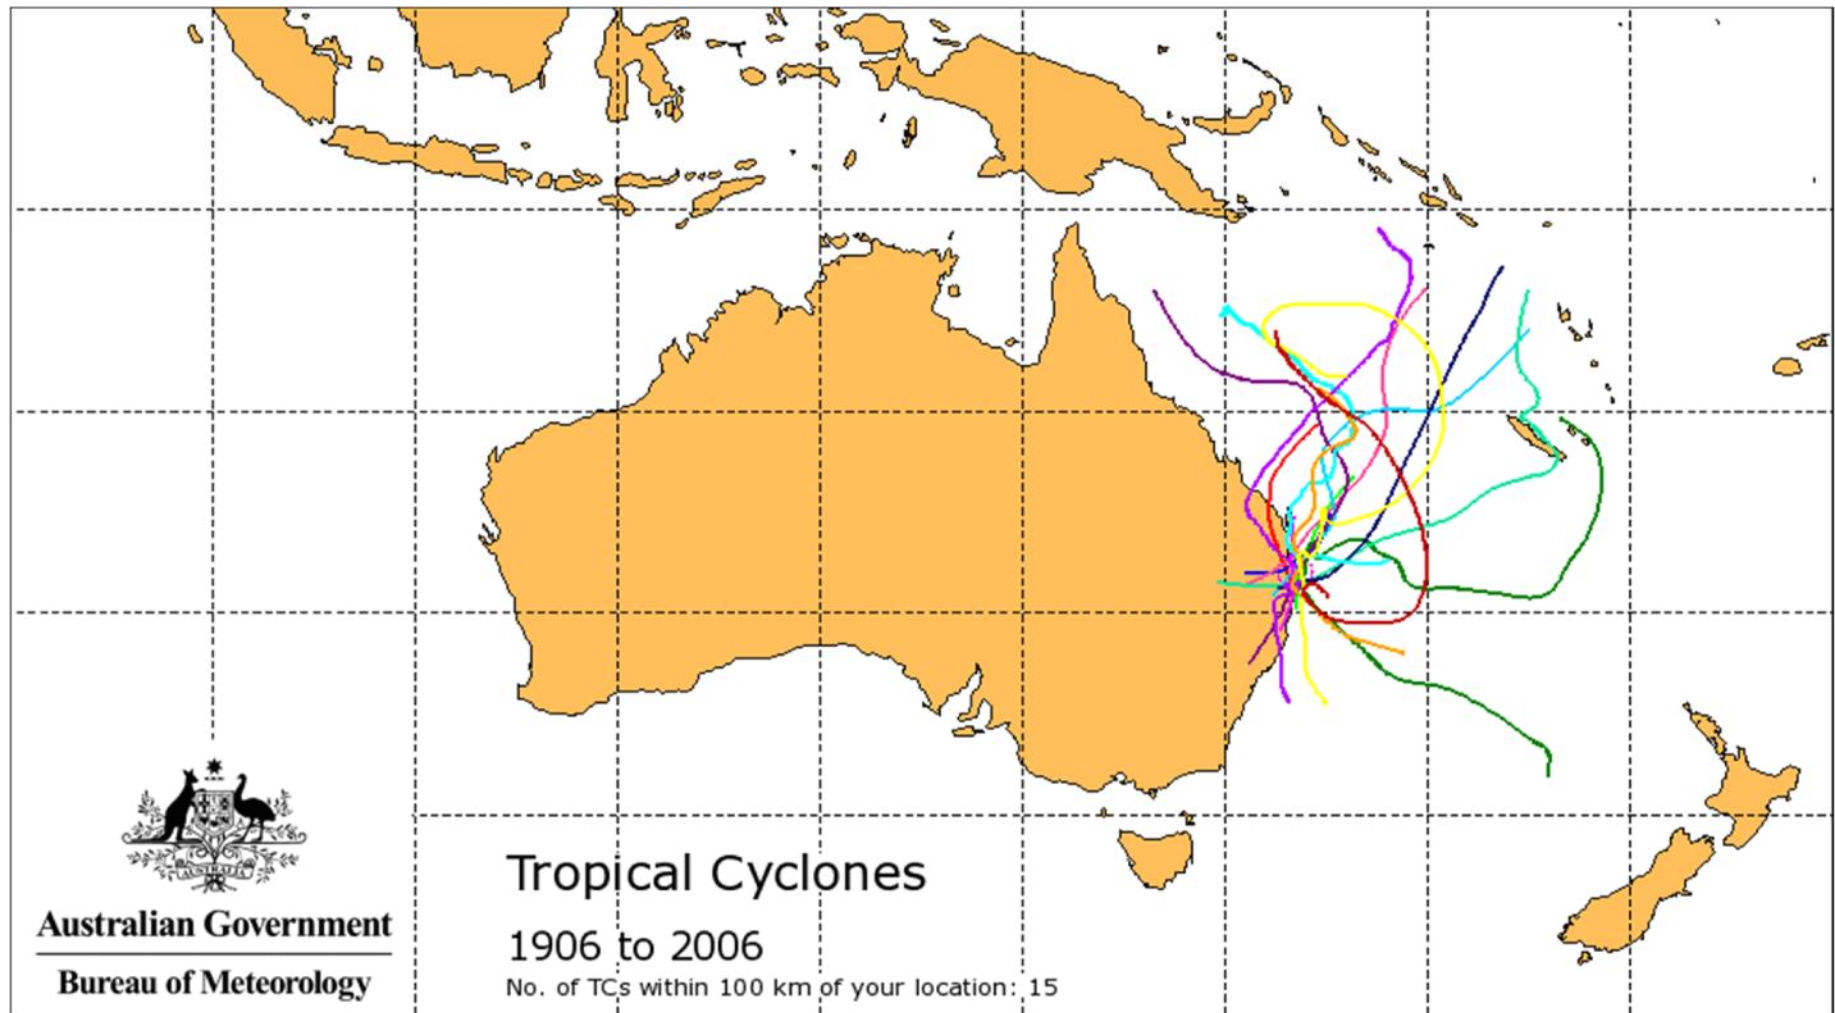 AUSTRALIA
Australian Government
Bureau of Meteorology
Tropical Cyclones
1906 to 2006
No. of TCs within 100 km of your location: 15